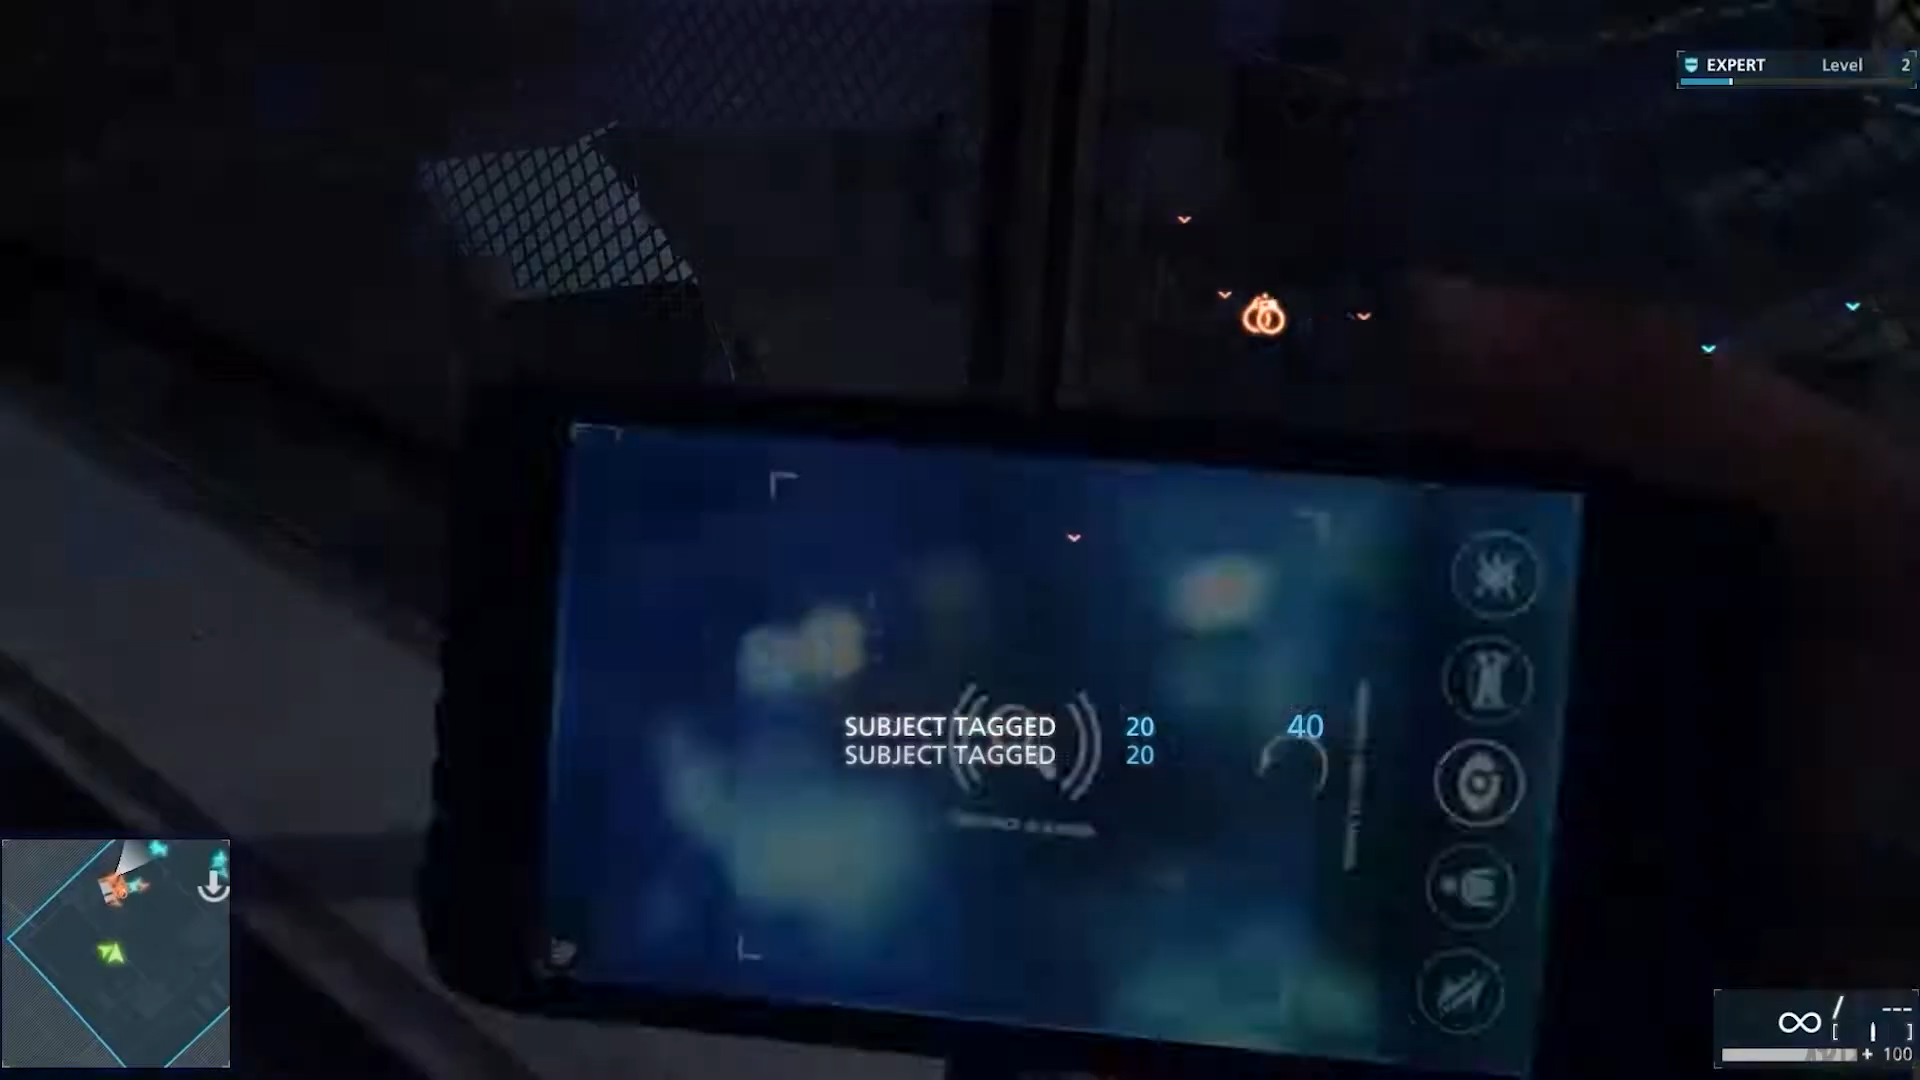 EXPERT Level 2
SUBJECT TAGGED 20 40
SUBJECT TAGGED 20
∞ / ---
[ ]
+ 100